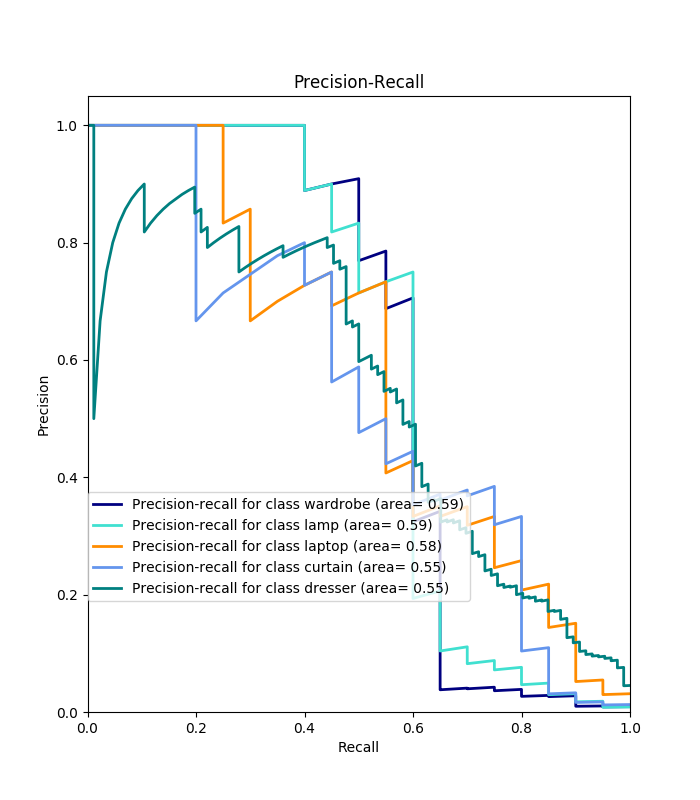 Precision-Recall
1.0
0.8
0.6
0.4
0.2
0.0
Precision
Precision-recall for class wardrobe (area= 0.59)
Precision-recall for class lamp (area= 0.59)
Precision-recall for class laptop (area= 0.58)
Precision-recall for class curtain (area= 0.55)
Precision-recall for class dresser (area= 0.55)
0.0 0.2 0.4 0.6 0.8 1.0
Recall